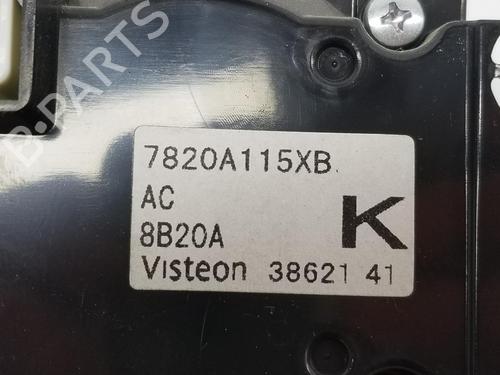 7820A115XB
AC
8B20A
K
Visteon 38621 41
B-PARTS